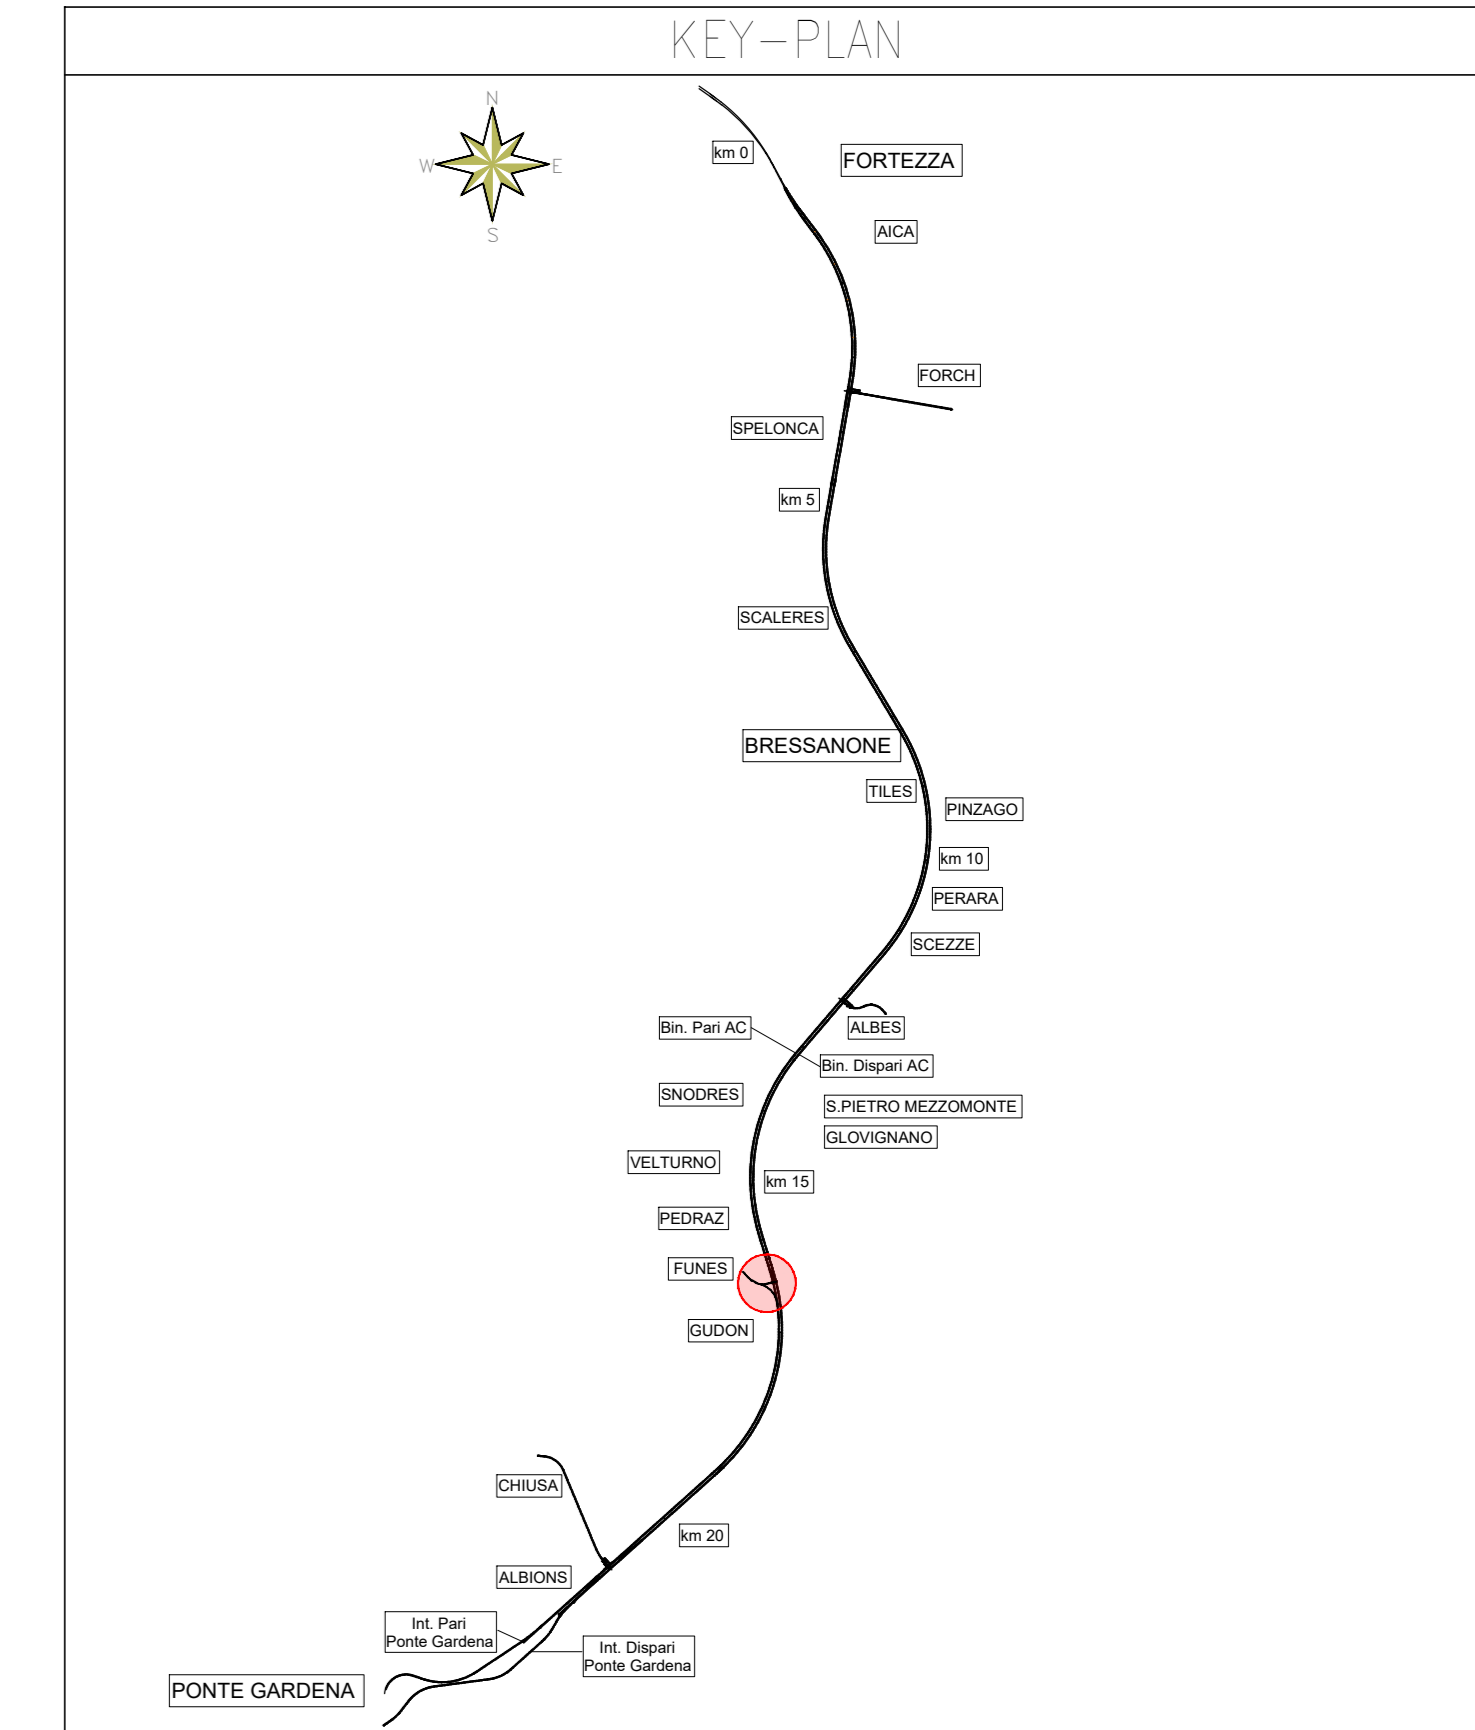 KEY-PLAN
N
W
E
S
km 0
FORTEZZA
AICA
FORCH
SPELONCA
km 5
SCALERES
BRESSANONE
TILES
PINZAGO
km 10
PERARA
SCEZZE
Bin. Pari AC
ALBES
Bin. Dispari AC
SNODRES
S.PIETRO MEZZOMONTE
GLOVIGNANO
VELTURNO
km 15
PEDRAZ
FUNES
GUDON
CHIUSA
km 20
ALBIONS
Int. Pari
Ponte Gardena
Int. Dispari
Ponte Gardena
PONTE GARDENA